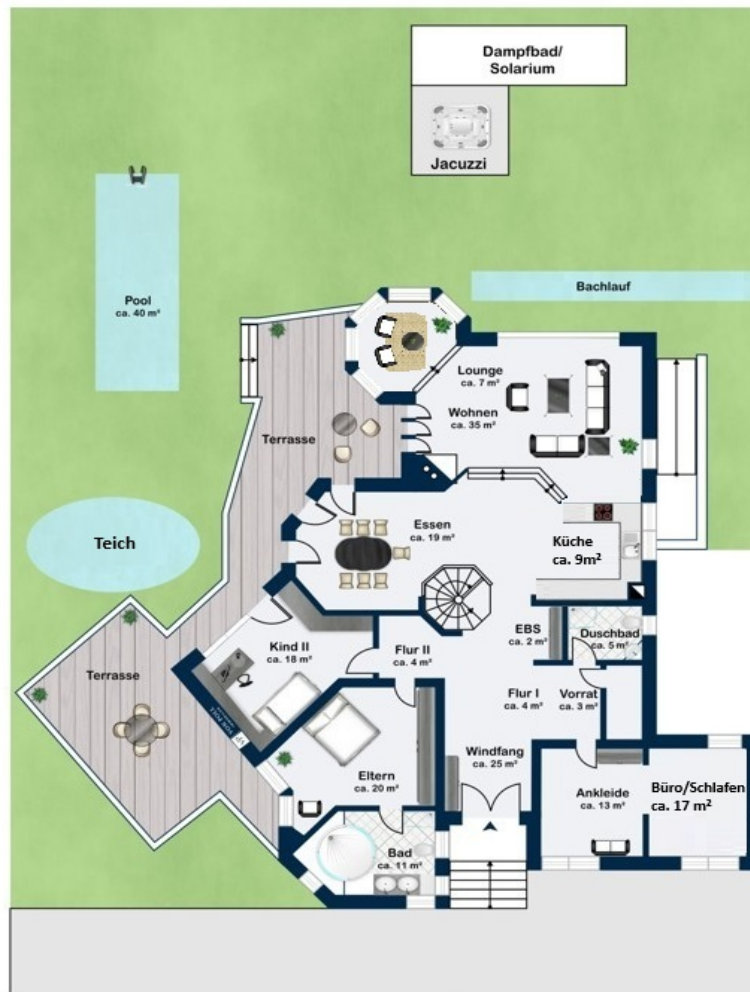 Dampfbad/
Solarium
Jacuzzi
Bachlauf
Pool
ca. 40 m²
Lounge
ca. 7 m²
Wohnen
ca. 35 m²
Terrasse
Essen
ca. 19 m²
Küche
ca. 9m²
Teich
EBS
ca. 2 m²
Duschbad
ca. 5 m²
Kind II
ca. 18 m²
Flur II
ca. 4 m²
Terrasse
Flur I
ca. 4 m²
Vorrat
ca. 3 m²
VON POLL
Windfang
ca. 25 m²
Eltern
ca. 20 m²
Ankleide
ca. 13 m²
Büro/Schlafen
ca. 17 m²
Bad
ca. 11 m²